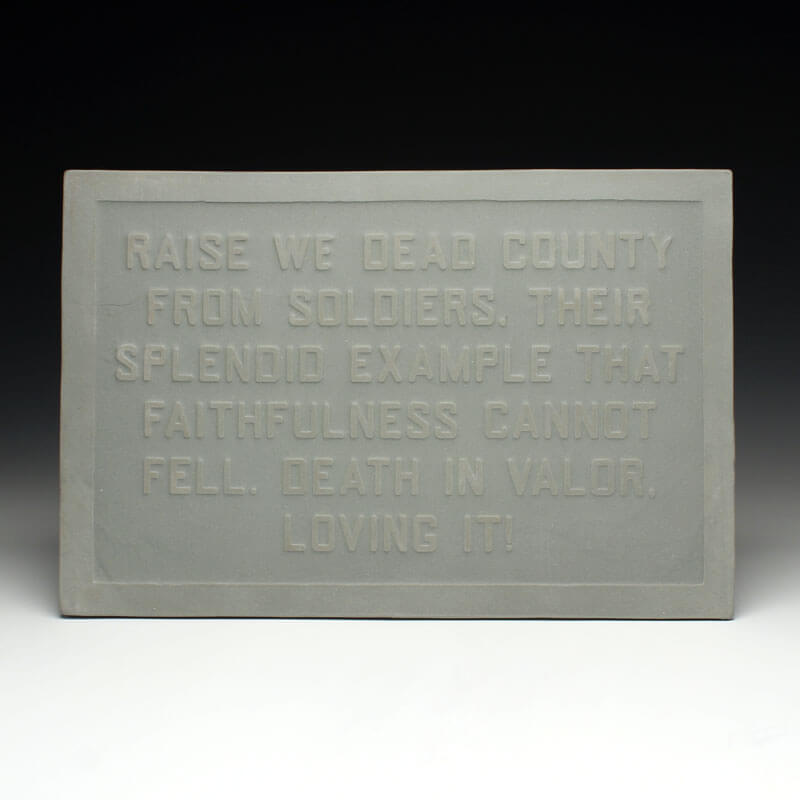 RAISE WE DEAD COUNTY
FROM SOLDIERS. THEIR
SPLENDID EXAMPLE THAT
FAITHFULNESS CANNOT
FELL. DEATH IN VALOR,
LOVING IT!